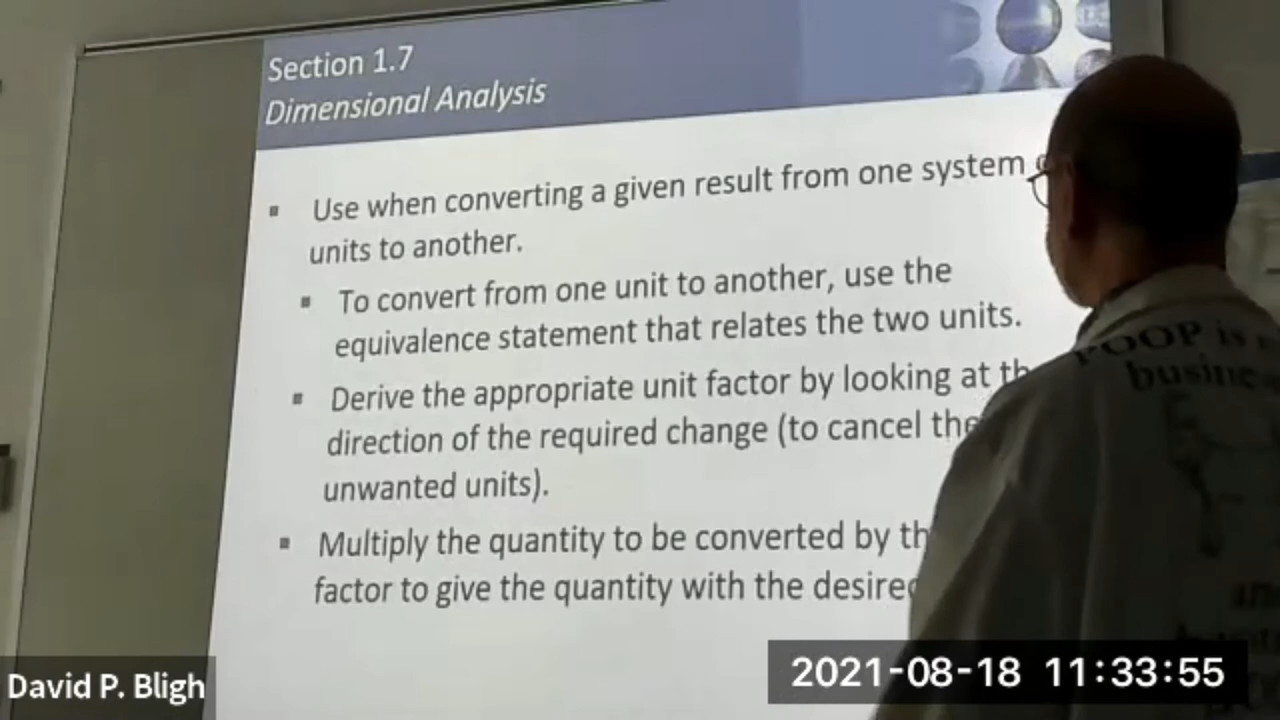 Section 1.7
Dimensional Analysis
▪ Use when converting a given result from one system
units to another.
▪ To convert from one unit to another, use the
equivalence statement that relates the two units.
▪ Derive the appropriate unit factor by looking at
direction of the required change (to cancel the
unwanted units).
▪ Multiply the quantity to be converted by
factor to give the quantity with the
POOP is
David P. Bligh
2021-08-18 11:33:55